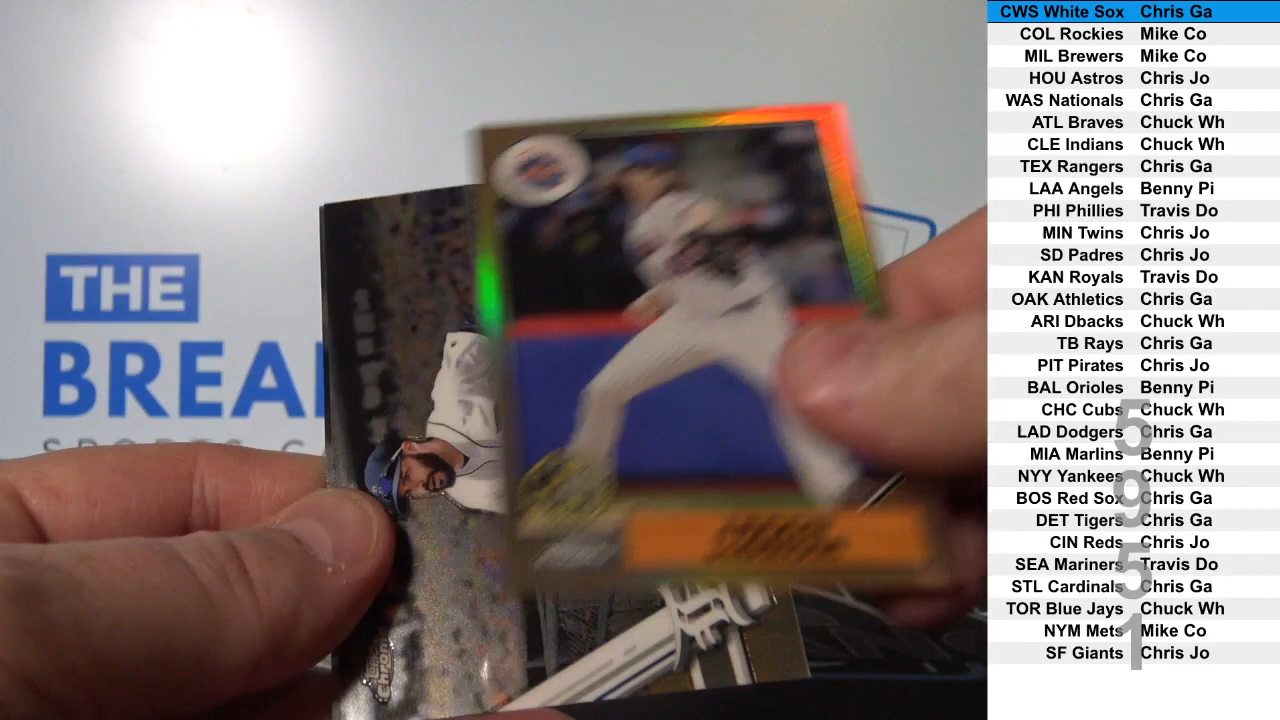 THE
BREA
SPORTS C
Chrome
CWS White Sox Chris Ga
COL Rockies Mike Co
MIL Brewers Mike Co
HOU Astros Chris Jo
WAS Nationals Chris Ga
ATL Braves Chuck Wh
CLE Indians Chuck Wh
TEX Rangers Chris Ga
LAA Angels Benny Pi
PHI Phillies Travis Do
MIN Twins Chris Jo
SD Padres Chris Jo
KAN Royals Travis Do
OAK Athletics Chris Ga
ARI Dbacks Chuck Wh
TB Rays Chris Ga
PIT Pirates Chris Jo
BAL Orioles Benny Pi
CHC Cubs Chuck Wh
LAD Dodgers Chris Ga
MIA Marlins Benny Pi
NYY Yankees Chuck Wh
BOS Red Sox Chris Ga
DET Tigers Chris Ga
CIN Reds Chris Jo
SEA Mariners Travis Do
STL Cardinals Chris Ga
TOR Blue Jays Chuck Wh
NYM Mets Mike Co
SF Giants Chris Jo
5951